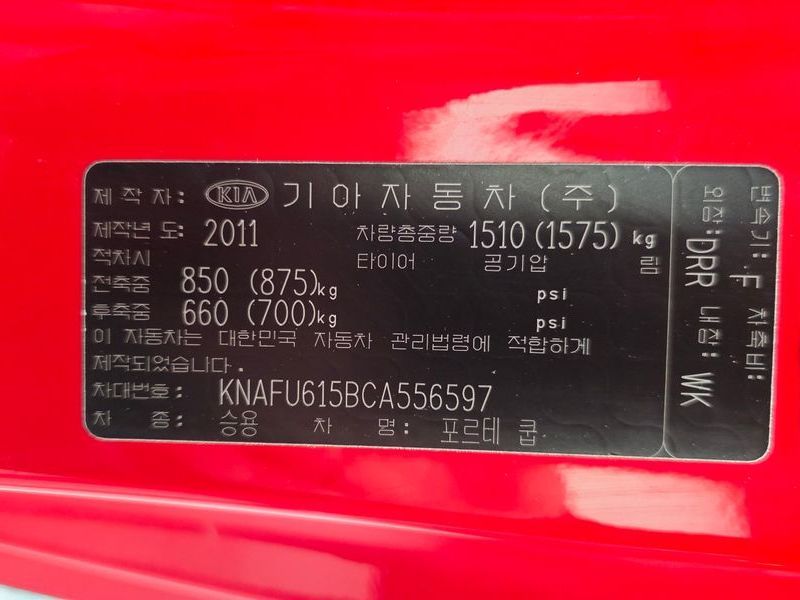 제 작 자: KIA 기아자동차(주)
제작년 도: 2011 차량총중량 1510(1575)kg
적차시 타이어 공기압 림
전축중 850 (875)kg psi
후축중 660 (700)kg psi
이 자동차는 대한민국 자동차 관리법령에 적합하게
제작되었습니다.
차대번호: KNAFU615BCA556597
차 종: 승용 차 명: 포르테 쿱
변속기: F 차축비:
외장: DRR 내장: WK